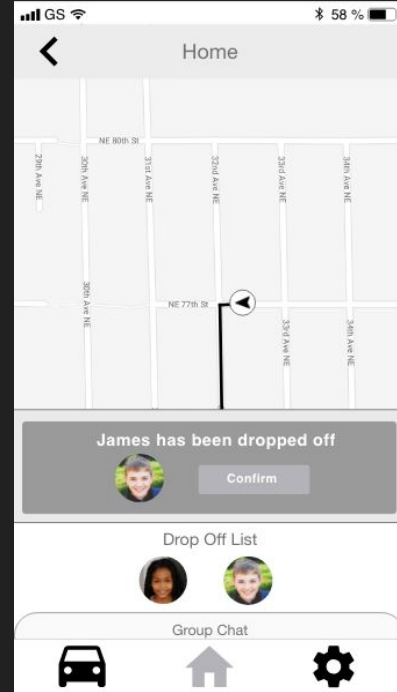 GS 58 %
Home
NE 80th St
29th Ave NE
30th Ave NE
31st Ave NE
32nd Ave NE
33rd Ave NE
34th Ave NE
30th Ave NE
NE 77th St
33rd Ave NE
34th Ave NE
James has been dropped off
Confirm
Drop Off List
Group Chat